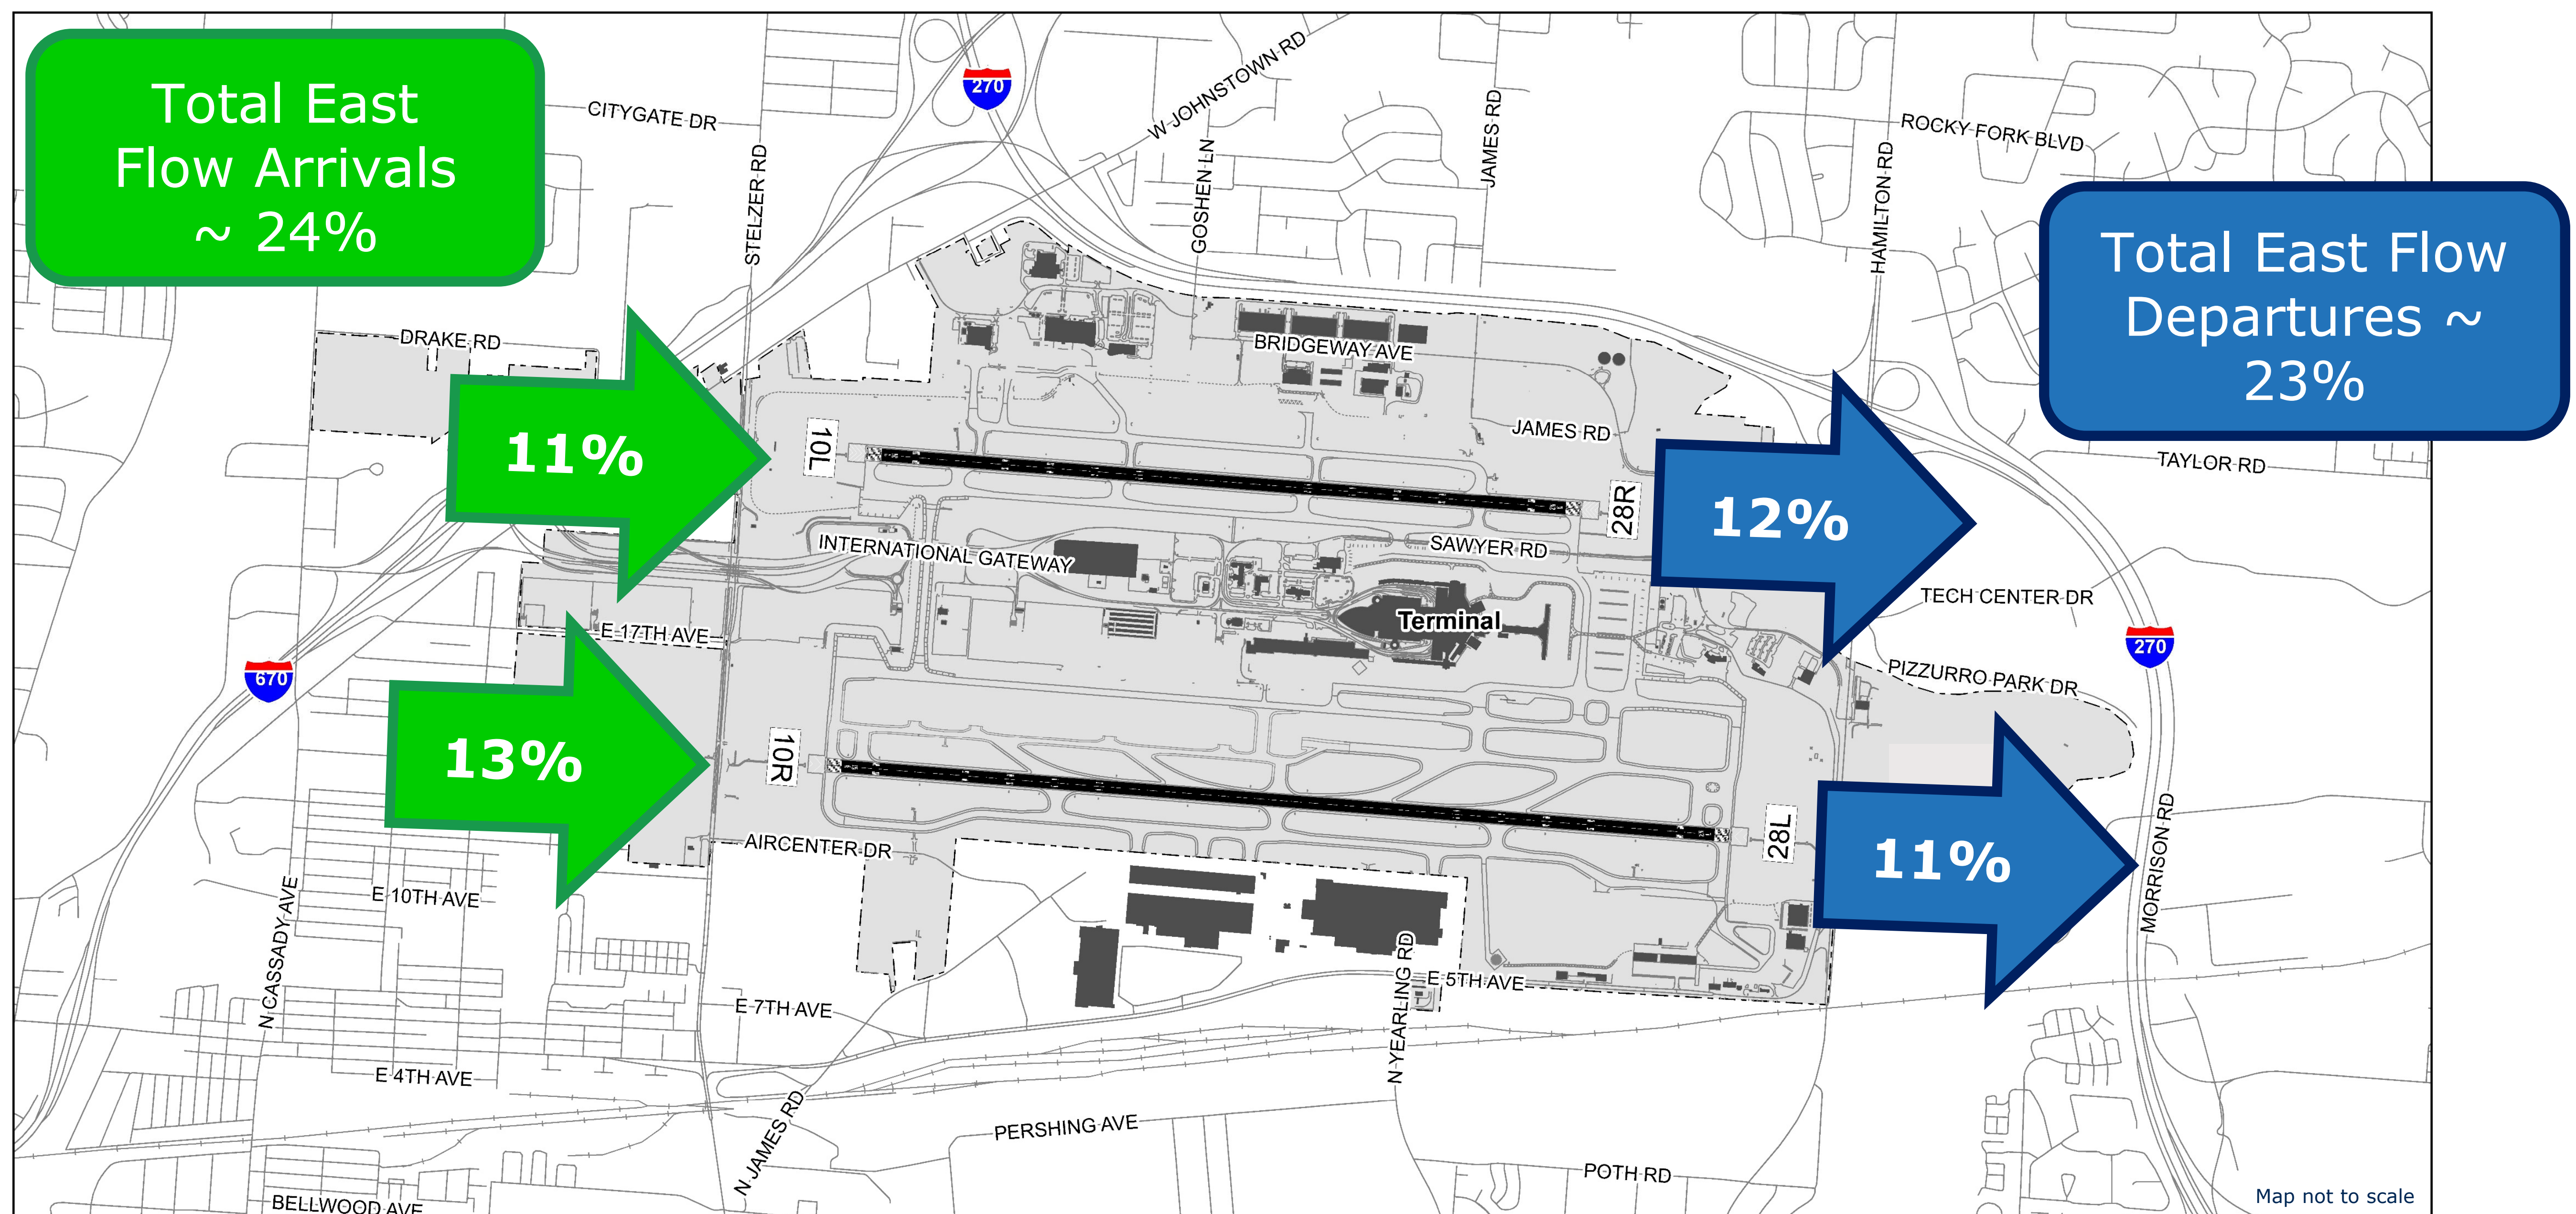 Total East
Flow Arrivals
~ 24%
Total East Flow
Departures ~
23%
CITYGATE DR
270
W JOHNSTOWN RD
STELZER RD
GOSHEN LN
JAMES RD
HAMILTON RD
ROCKY FORK BLVD
DRAKE RD
BRIDGEWAY AVE
11%
10L
JAMES RD
28R
12%
TAYLOR RD
INTERNATIONAL GATEWAY
SAWYER RD
TECH CENTER DR
E 17TH AVE
Terminal
670
270
PIZZURRO PARK DR
13%
10R
28L
11%
AIRCENTER DR
MORRISON RD
E 10TH AVE
N CASSADY AVE
E 7TH AVE
N YEARLING RD
E 5TH AVE
E 4TH AVE
N JAMES RD
PERSHING AVE
POTH RD
BELLWOOD AVE
Map not to scale